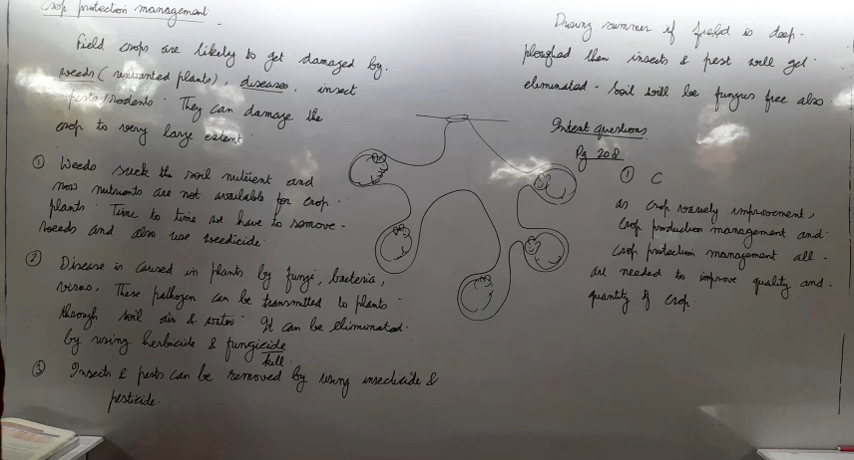 Crop protection management
Field crops are likely to get damaged by.
weeds (unwanted plants), diseases, insect
pests/rodents. They can damage the
crop to very large extent.
① Weeds suck the soil nutrient and
now nutrients are not available for crop.
plants. Time to time we have to remove-
weeds and also use weedicide.
② Disease is caused in plants by fungi, bacteria,
virus. These pathogen can be transmitted to plants.
through soil air & water. It can be eliminated.
by using herbicide & fungicide
kill.
③ Insects & pests can be removed by using insecticide &
pesticide.
During summer if field is deep-
ploughed then insects & pest will get.
eliminated. Soil will be fungus free also
Intext questions
Pg 208
① C
as crop variety improvement,
crop production management and.
crop protection management all.
are needed to improve quality and.
quantity of crop.